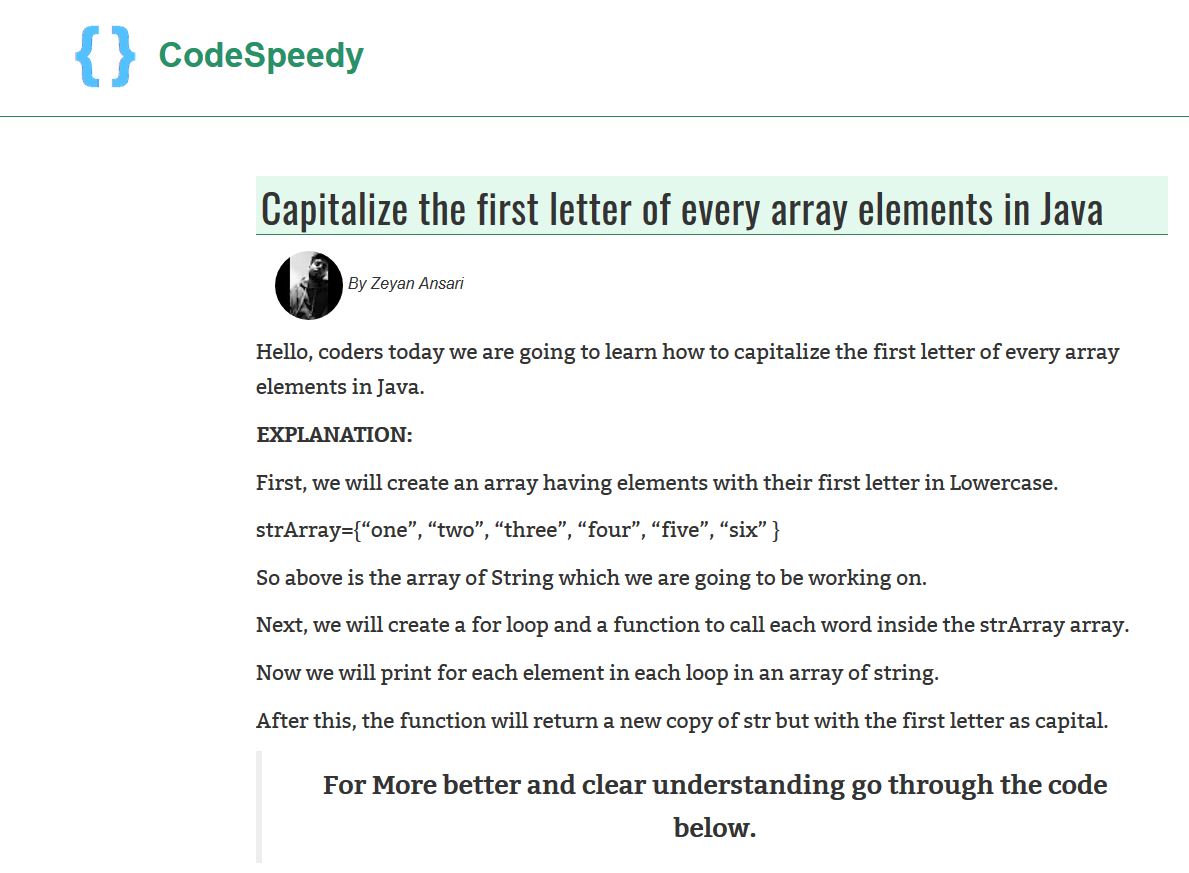 { } CodeSpeedy
Capitalize the first letter of every array elements in Java
By Zeyan Ansari
Hello, coders today we are going to learn how to capitalize the first letter of every array
elements in Java.
EXPLANATION:
First, we will create an array having elements with their first letter in Lowercase.
strArray={“one”, “two”, “three”, “four”, “five”, “six” }
So above is the array of String which we are going to be working on.
Next, we will create a for loop and a function to call each word inside the strArray array.
Now we will print for each element in each loop in an array of string.
After this, the function will return a new copy of str but with the first letter as capital.
For More better and clear understanding go through the code
below.